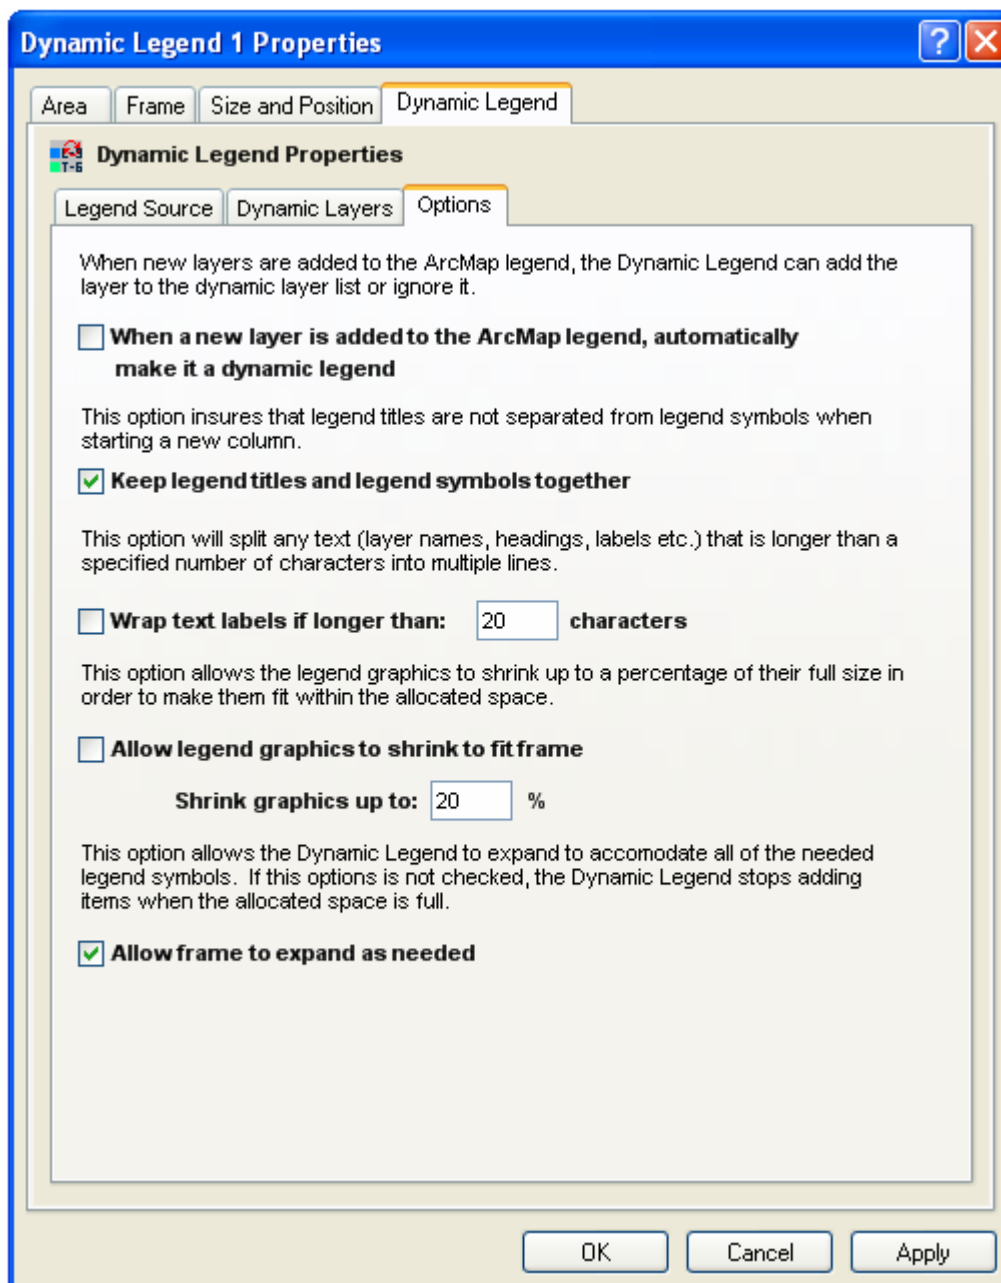 Dynamic Legend 1 Properties
Area
Frame
Size and Position
Dynamic Legend
T-6
Dynamic Legend Properties
Legend Source
Dynamic Layers
Options
When new layers are added to the ArcMap legend, the Dynamic Legend can add the
layer to the dynamic layer list or ignore it.
When a new layer is added to the ArcMap legend, automatically
make it a dynamic legend
This option insures that legend titles are not separated from legend symbols when
starting a new column.
Keep legend titles and legend symbols together
This option will split any text (layer names, headings, labels etc.) that is longer than a
specified number of characters into multiple lines.
Wrap text labels if longer than: 20 characters
This option allows the legend graphics to shrink up to a percentage of their full size in
order to make them fit within the allocated space.
Allow legend graphics to shrink to fit frame
Shrink graphics up to: 20 %
This option allows the Dynamic Legend to expand to accomodate all of the needed
legend symbols. If this options is not checked, the Dynamic Legend stops adding
items when the allocated space is full.
Allow frame to expand as needed
OK
Cancel
Apply